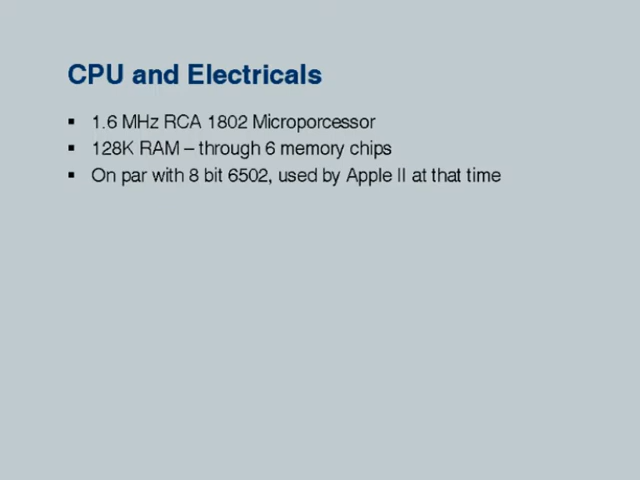 CPU and Electricals
▪ 1.6 MHz RCA 1802 Microporcessor
▪ 128K RAM – through 6 memory chips
▪ On par with 8 bit 6502, used by Apple II at that time